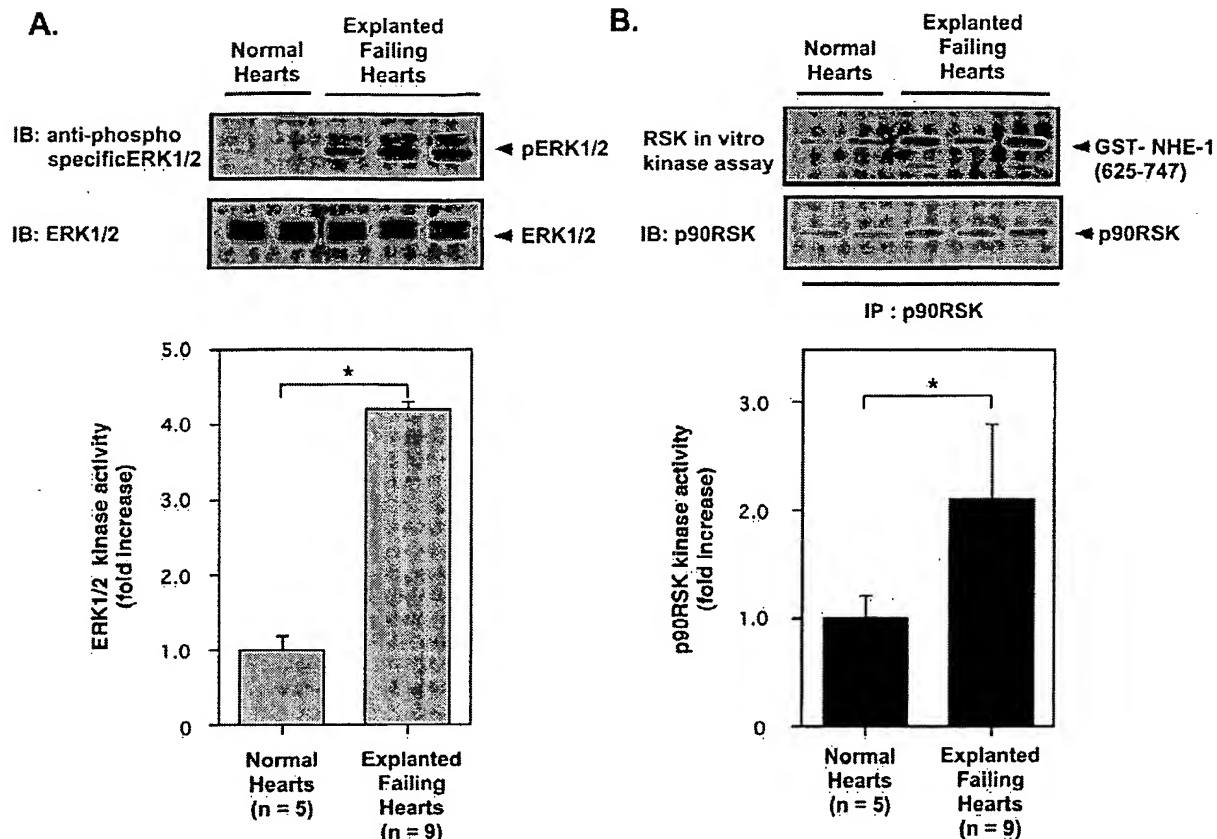 A.
Normal
Hearts
Explanted
Failing
Hearts
IB: anti-phospho
specificERK1/2
pERK1/2
IB: ERK1/2
ERK1/2
5.0
4.0
3.0
2.0
1.0
0
ERK1/2 kinase activity
(fold increase)
*
Normal
Hearts
(n = 5)
Explanted
Failing
Hearts
(n = 9)
B.
Normal
Hearts
Explanted
Failing
Hearts
RSK in vitro
kinase assay
GST- NHE-1
(625-747)
IB: p90RSK
p90RSK
IP : p90RSK
3.0
2.0
1.0
0
p90RSK kinase activity
(fold increase)
*
Normal
Hearts
(n = 5)
Explanted
Failing
Hearts
(n = 9)